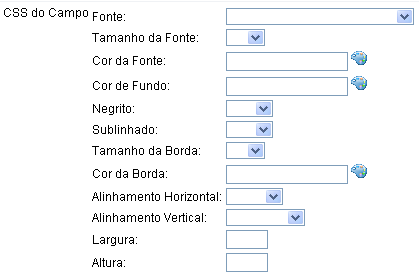 CSS do Campo Fonte:
Tamanho da Fonte:
Cor da Fonte:
Cor de Fundo:
Negrito:
Sublinhado:
Tamanho da Borda:
Cor da Borda:
Alinhamento Horizontal:
Alinhamento Vertical:
Largura:
Altura: